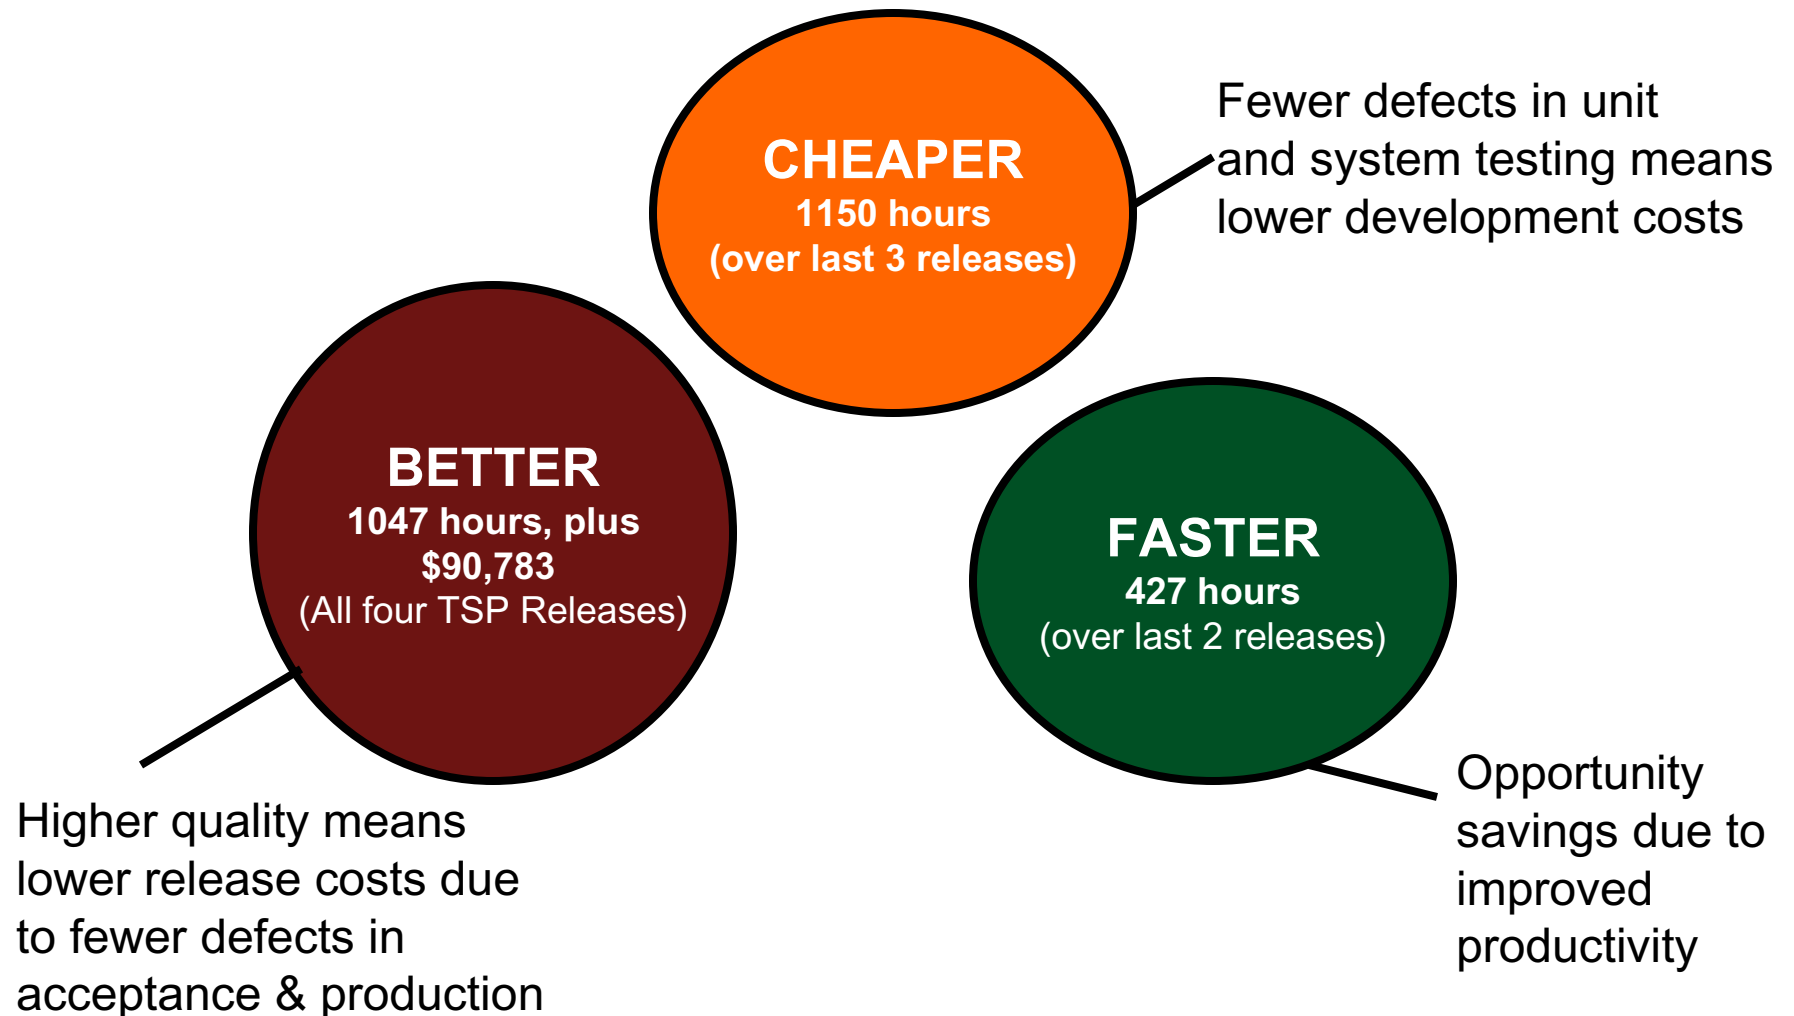 CHEAPER
1150 hours
(over last 3 releases)
Fewer defects in unit
and system testing means
lower development costs
BETTER
1047 hours, plus
$90,783
(All four TSP Releases)
FASTER
427 hours
(over last 2 releases)
Higher quality means
lower release costs due
to fewer defects in
acceptance & production
Opportunity
savings due to
improved
productivity